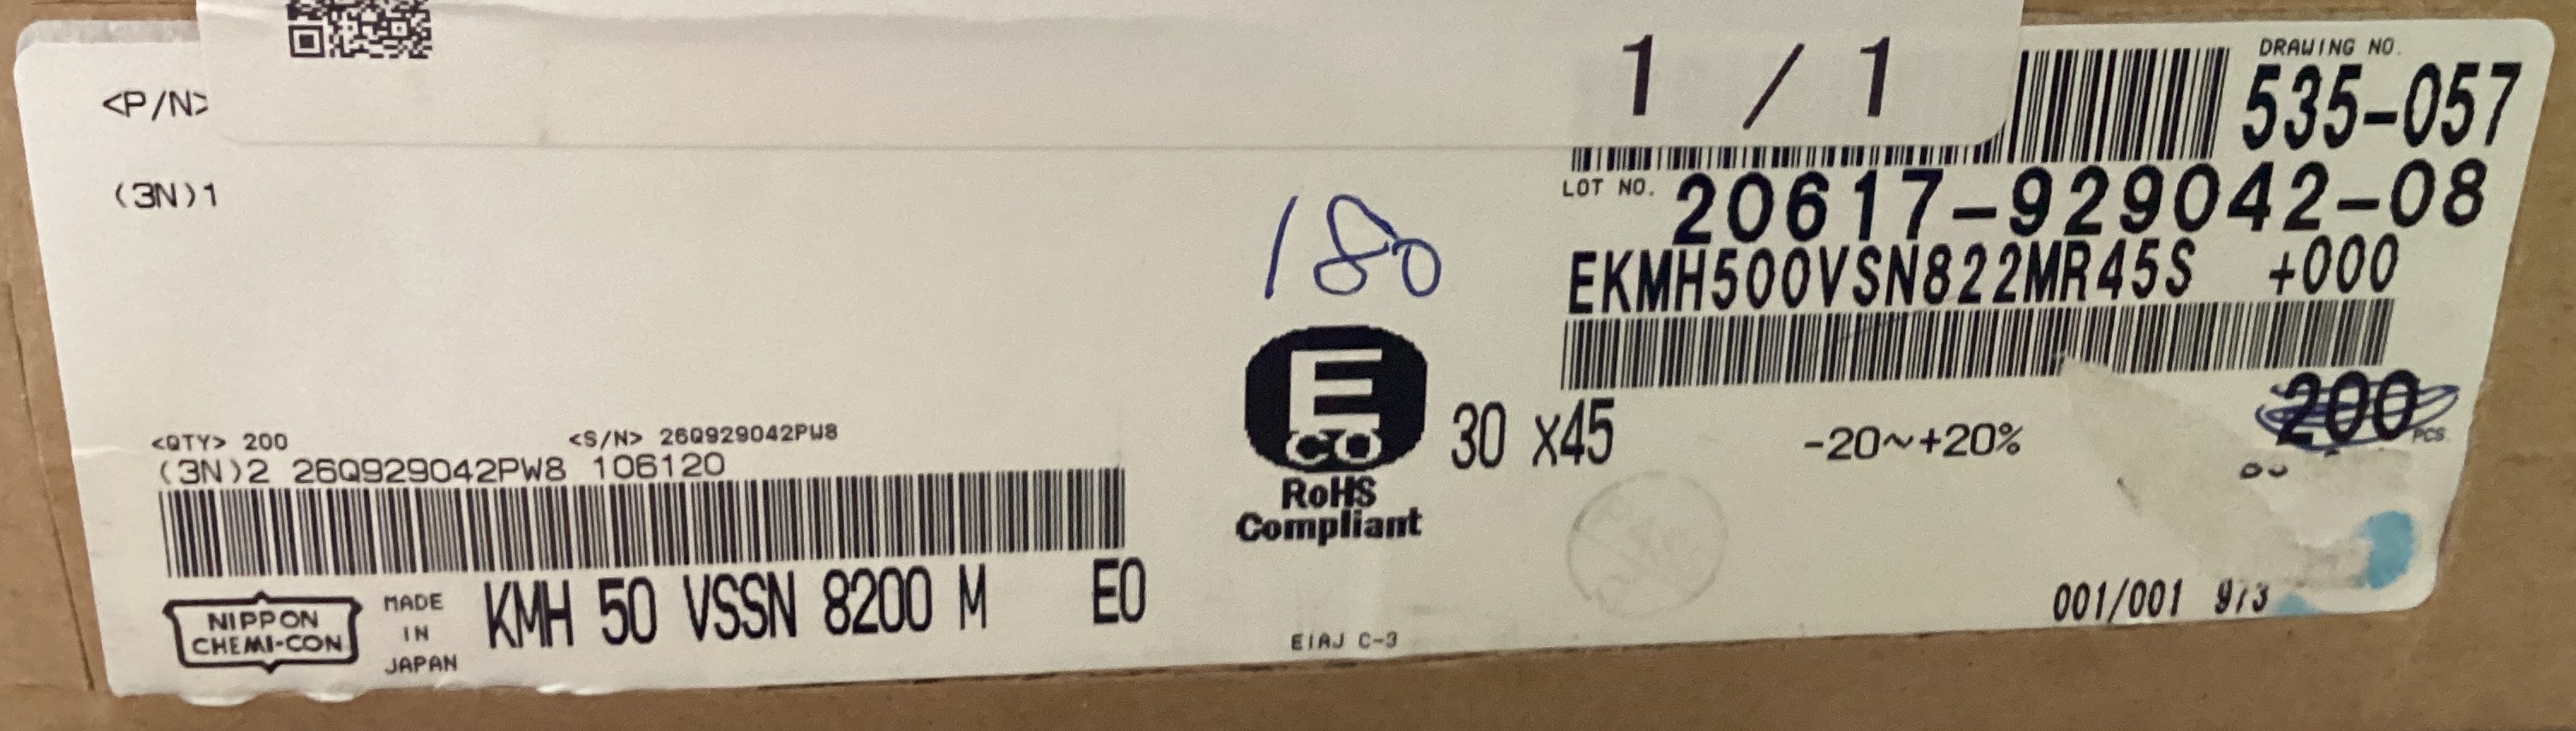 1 / 1
DRAWING NO.
535-057
<P/N>
(3N)1
LOT NO. 20617-929042-08
180
EKMH500VSN822MR45S +000
200 PCS
30 X45 -20~+20%
<QTY> 200 <S/N> 26Q929042PW8
(3N)2 26Q929042PW8 106120
ECO
RoHS
Compliant
NIPPON
CHEMI-CON
MADE
IN
JAPAN
KMH 50 VSSN 8200 M E0
EIAJ C-3
001/001 973